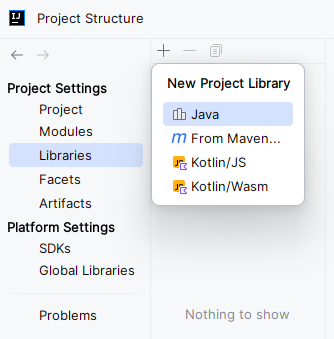 IJ
Project Structure
Project Settings
Project
Modules
Libraries
Facets
Artifacts
Platform Settings
SDKs
Global Libraries
Problems
New Project Library
Java
From Maven...
Kotlin/JS
Kotlin/Wasm
Nothing to show